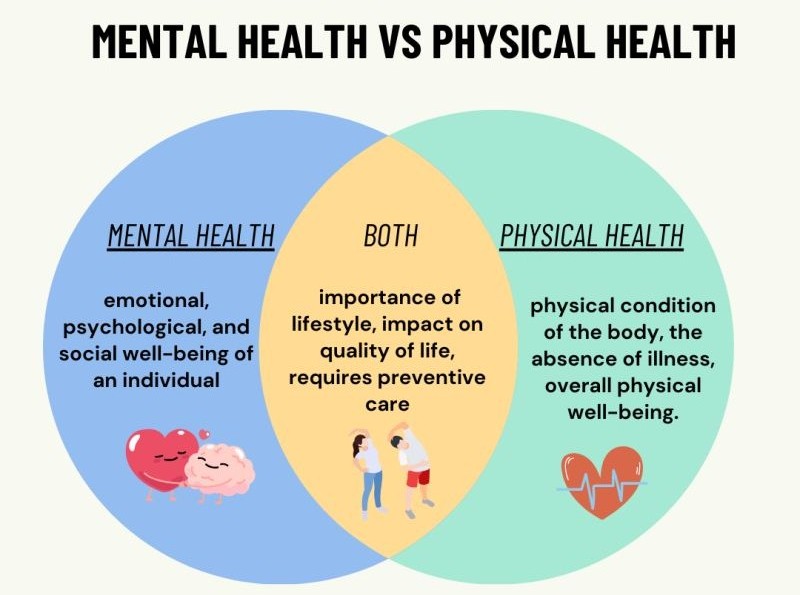 MENTAL HEALTH VS PHYSICAL HEALTH
MENTAL HEALTH
emotional,
psychological, and
social well-being of
an individual
BOTH
importance of
lifestyle, impact on
quality of life,
requires preventive
care
PHYSICAL HEALTH
physical condition
of the body, the
absence of illness,
overall physical
well-being.